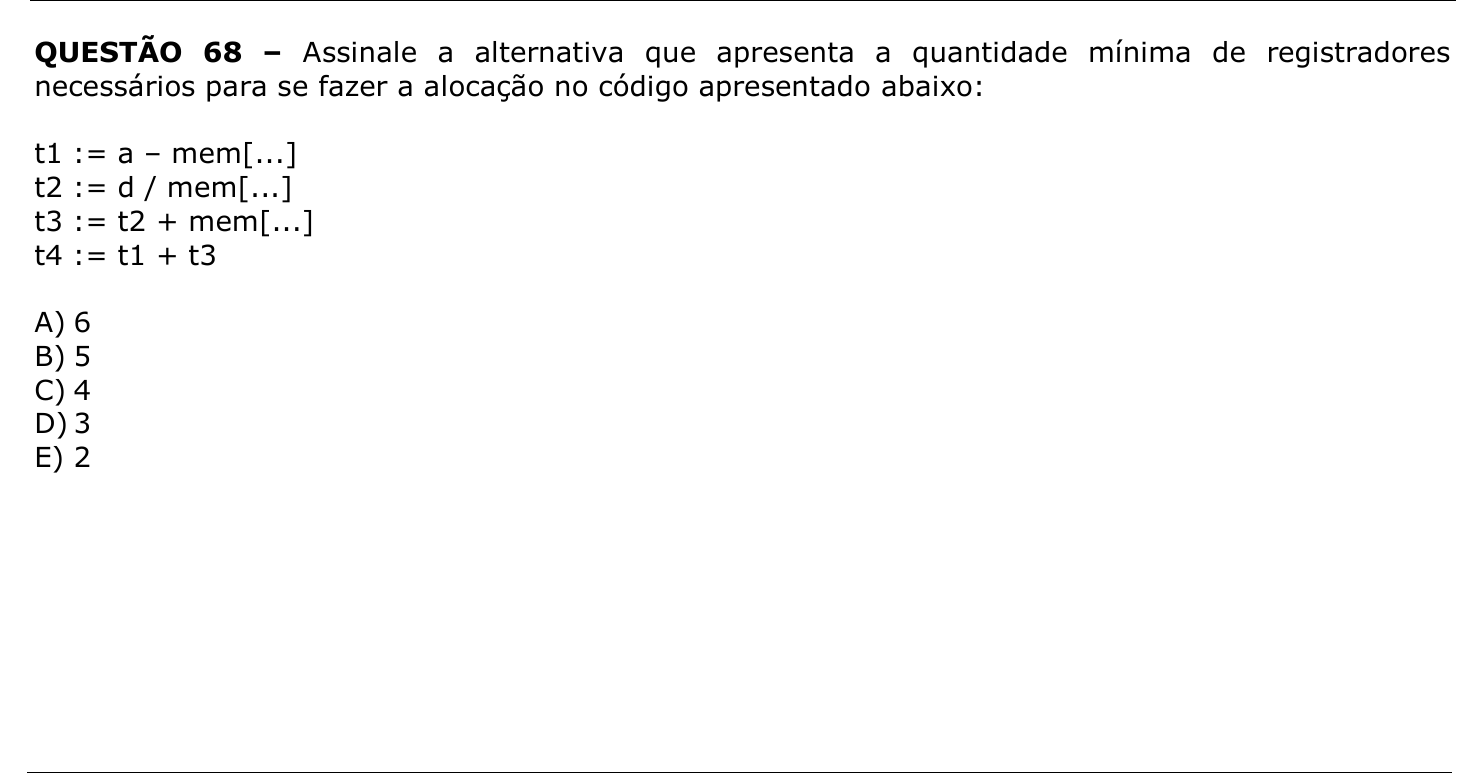 QUESTÃO 68 – Assinale a alternativa que apresenta a quantidade mínima de registradores
necessários para se fazer a alocação no código apresentado abaixo:
t1 := a – mem[...]
t2 := d / mem[...]
t3 := t2 + mem[...]
t4 := t1 + t3
A) 6
B) 5
C) 4
D) 3
E) 2